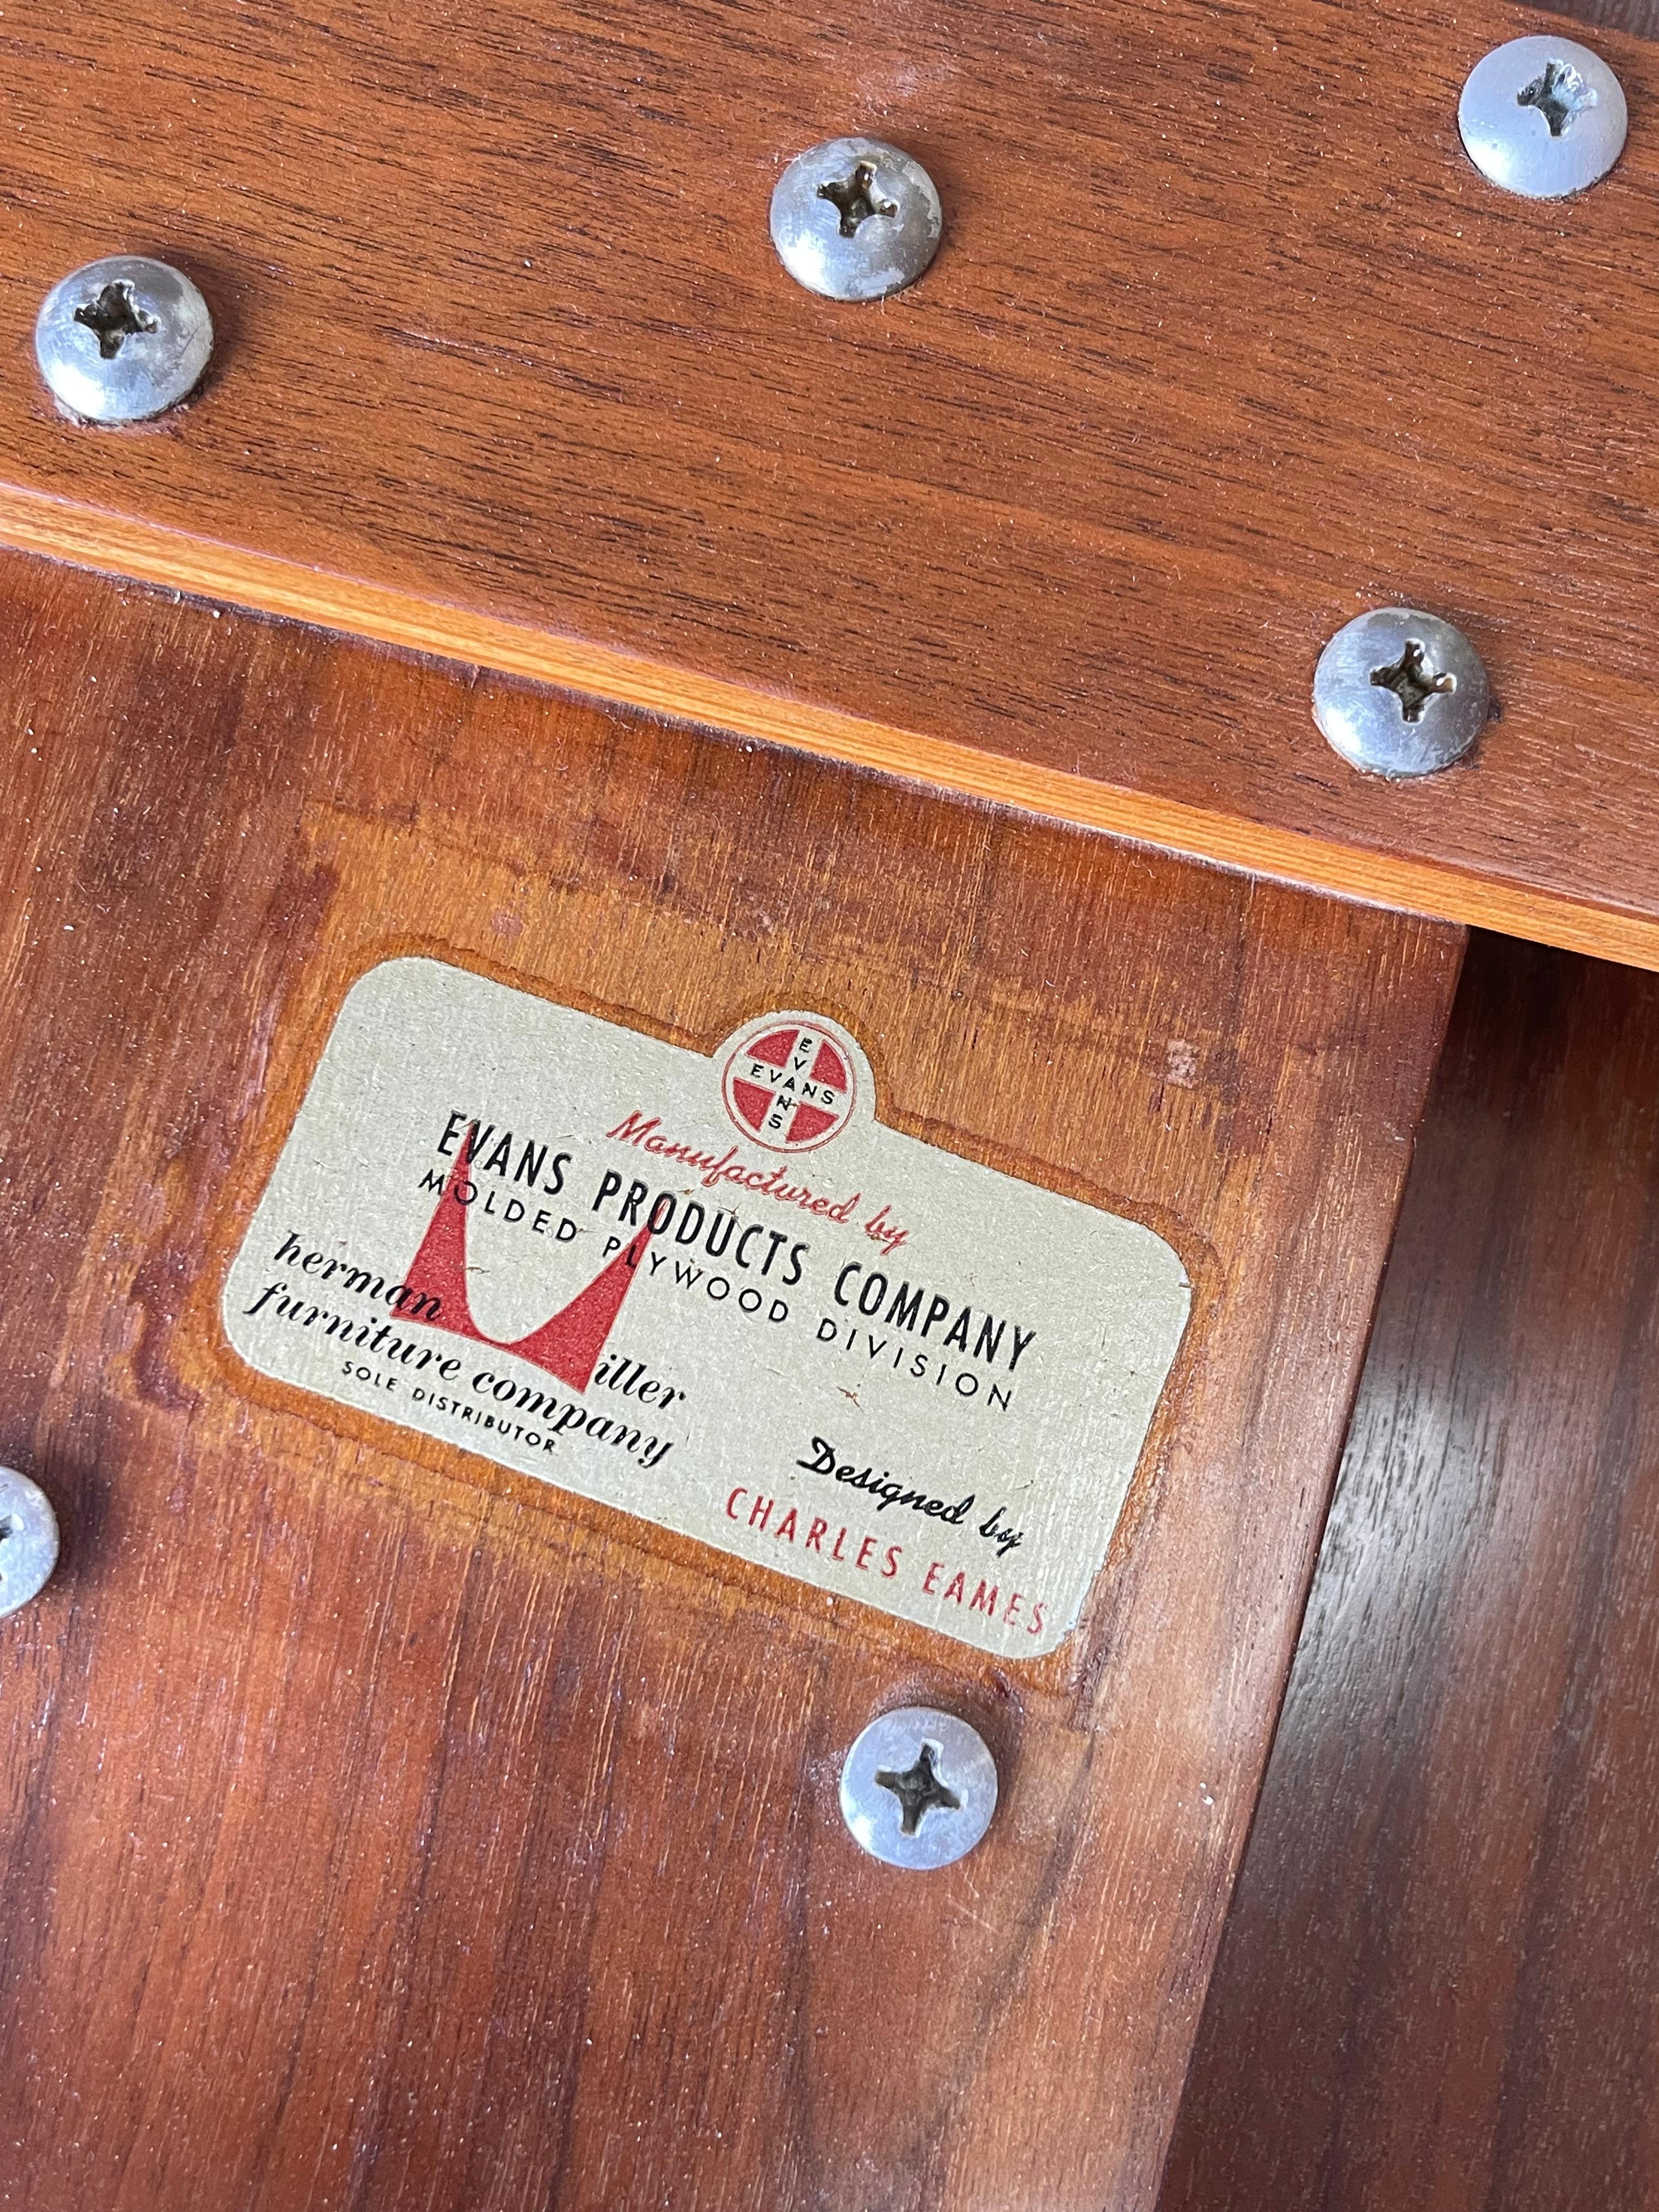 EVANS
EVANS
Manufactured by
EVANS PRODUCTS COMPANY
MOLDED PLYWOOD DIVISION
herman miller
furniture company
SOLE DISTRIBUTOR
Designed by
CHARLES EAMES